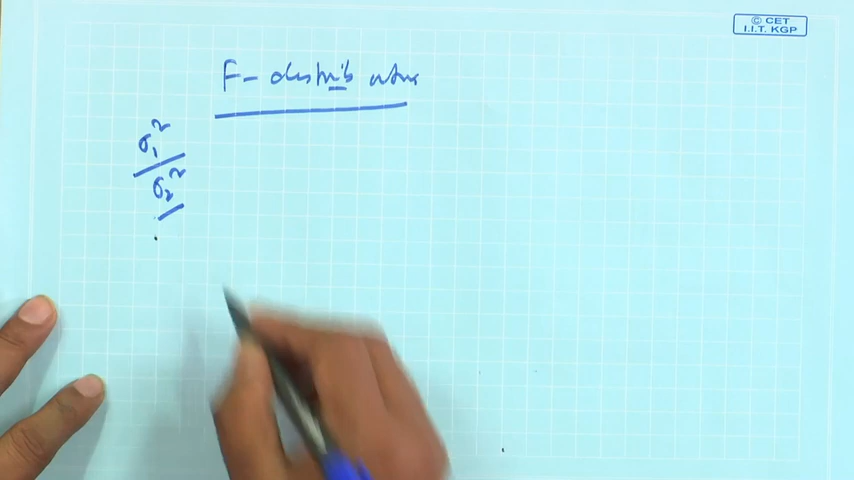 © CET
I.I.T. KGP
F- distribution
σ₁²
σ₂²